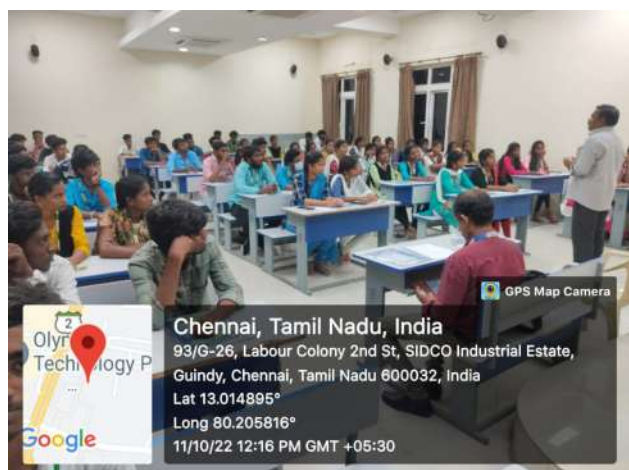 GPS Map Camera
2
Technology P
Google
Chennai, Tamil Nadu, India
93/G-26, Labour Colony 2nd St, SIDCO Industrial Estate,
Guindy, Chennai, Tamil Nadu 600032, India
Lat 13.014895°
Long 80.205816°
11/10/22 12:16 PM GMT +05:30